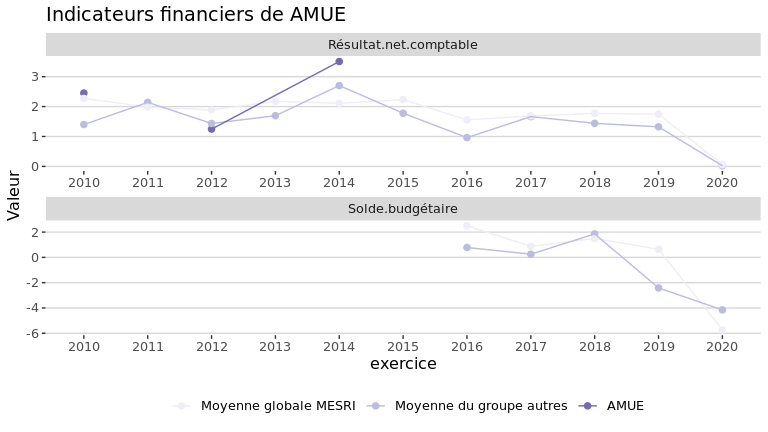 Indicateurs financiers de AMUE
Résultat.net.comptable
3
2
1
0
2010 2011 2012 2013 2014 2015 2016 2017 2018 2019 2020
Valeur
Solde.budgétaire
2
0
-2
-4
-6
2010 2011 2012 2013 2014 2015 2016 2017 2018 2019 2020
exercice
Moyenne globale MESRI Moyenne du groupe autres AMUE